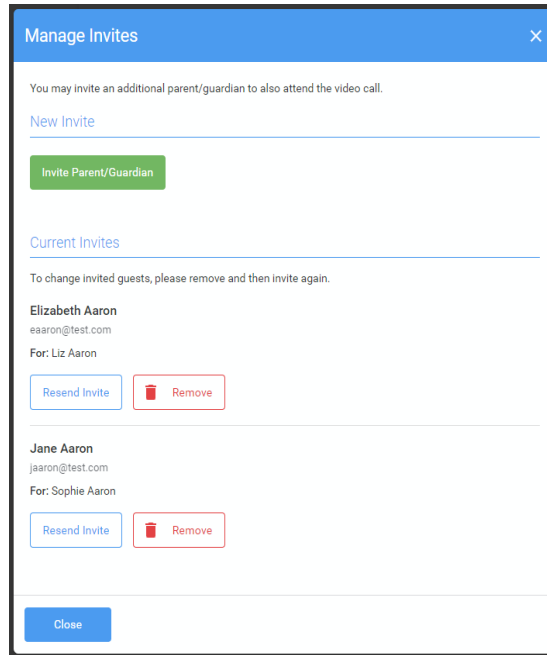 Manage Invites
You may invite an additional parent/guardian to also attend the video call.
New Invite
Invite Parent/Guardian
Current Invites
To change invited guests, please remove and then invite again.
Elizabeth Aaron
eaaron@test.com
For: Liz Aaron
Resend Invite Remove
Jane Aaron
jaaron@test.com
For: Sophie Aaron
Resend Invite Remove
Close